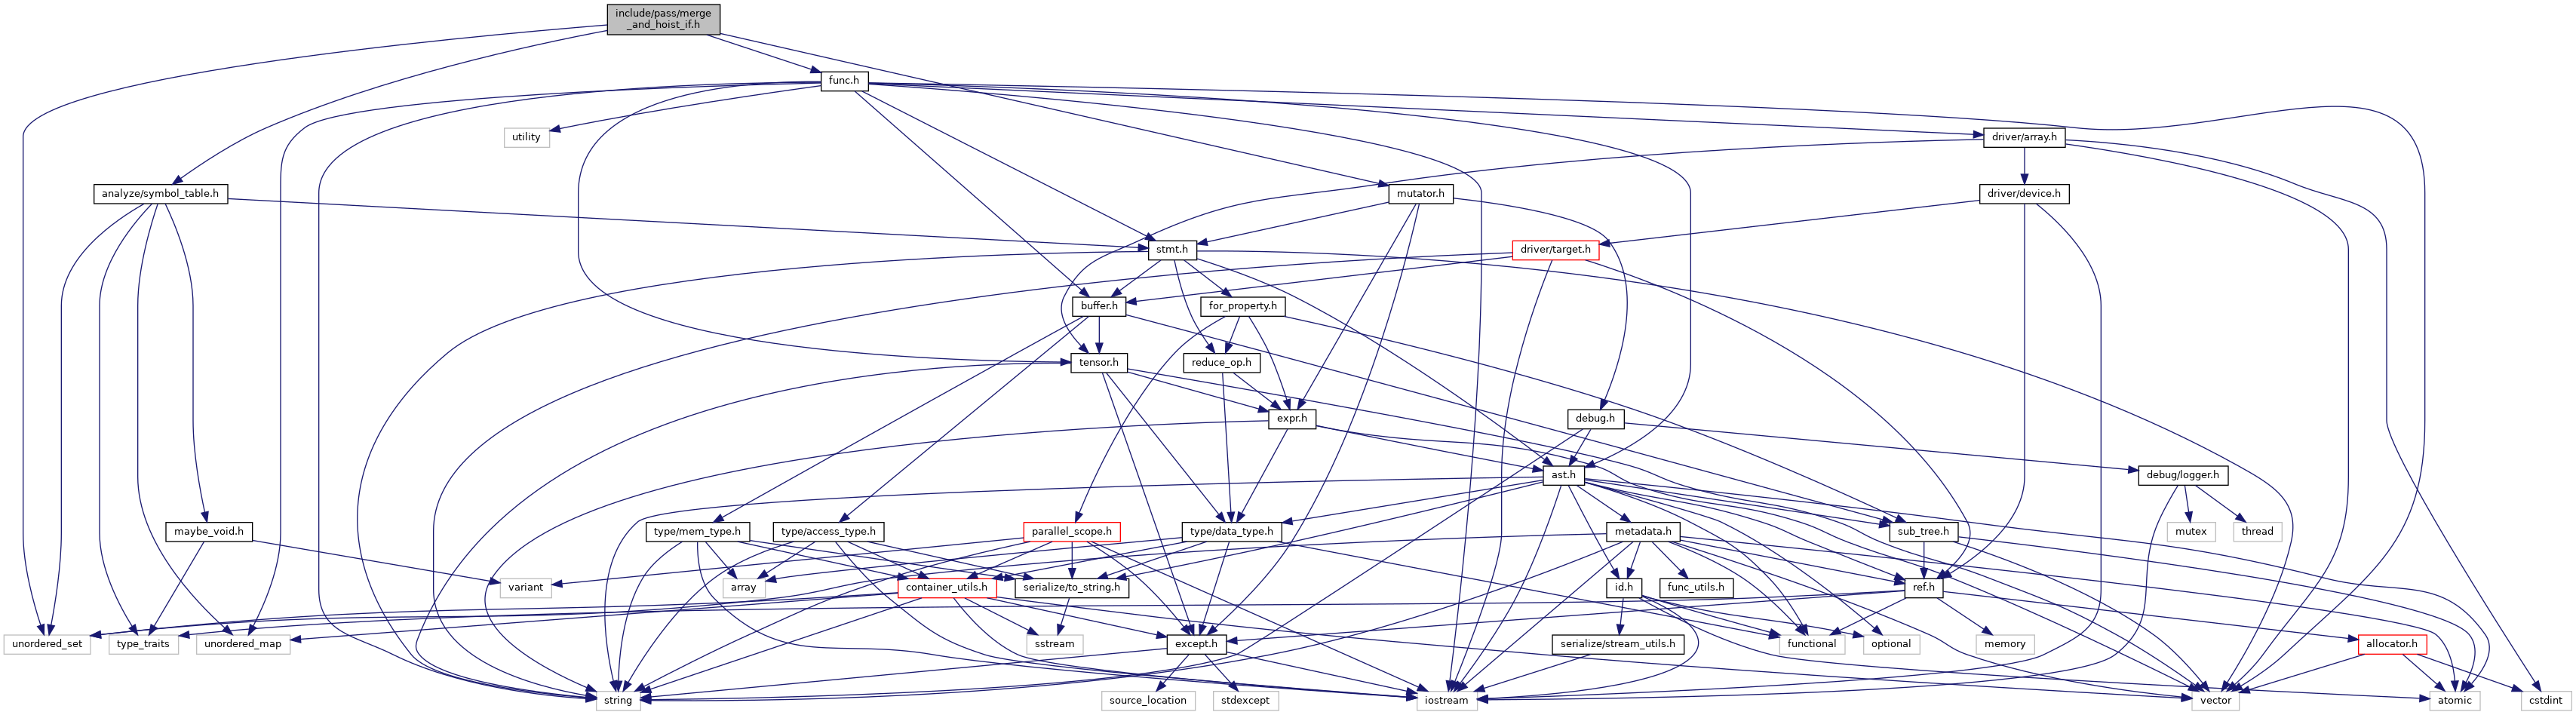 include/pass/merge
_and_hoist_if.h
func.h
utility
driver/array.h
analyze/symbol_table.h
mutator.h
driver/device.h
stmt.h
driver/target.h
buffer.h
for_property.h
tensor.h
reduce_op.h
expr.h
debug.h
ast.h
debug/logger.h
maybe_void.h
type/mem_type.h
type/access_type.h
parallel_scope.h
type/data_type.h
metadata.h
sub_tree.h
mutex
thread
variant
array
container_utils.h
serialize/to_string.h
id.h
func_utils.h
ref.h
unordered_set
type_traits
unordered_map
sstream
except.h
serialize/stream_utils.h
functional
optional
memory
allocator.h
string
source_location
stdexcept
iostream
vector
atomic
cstdint